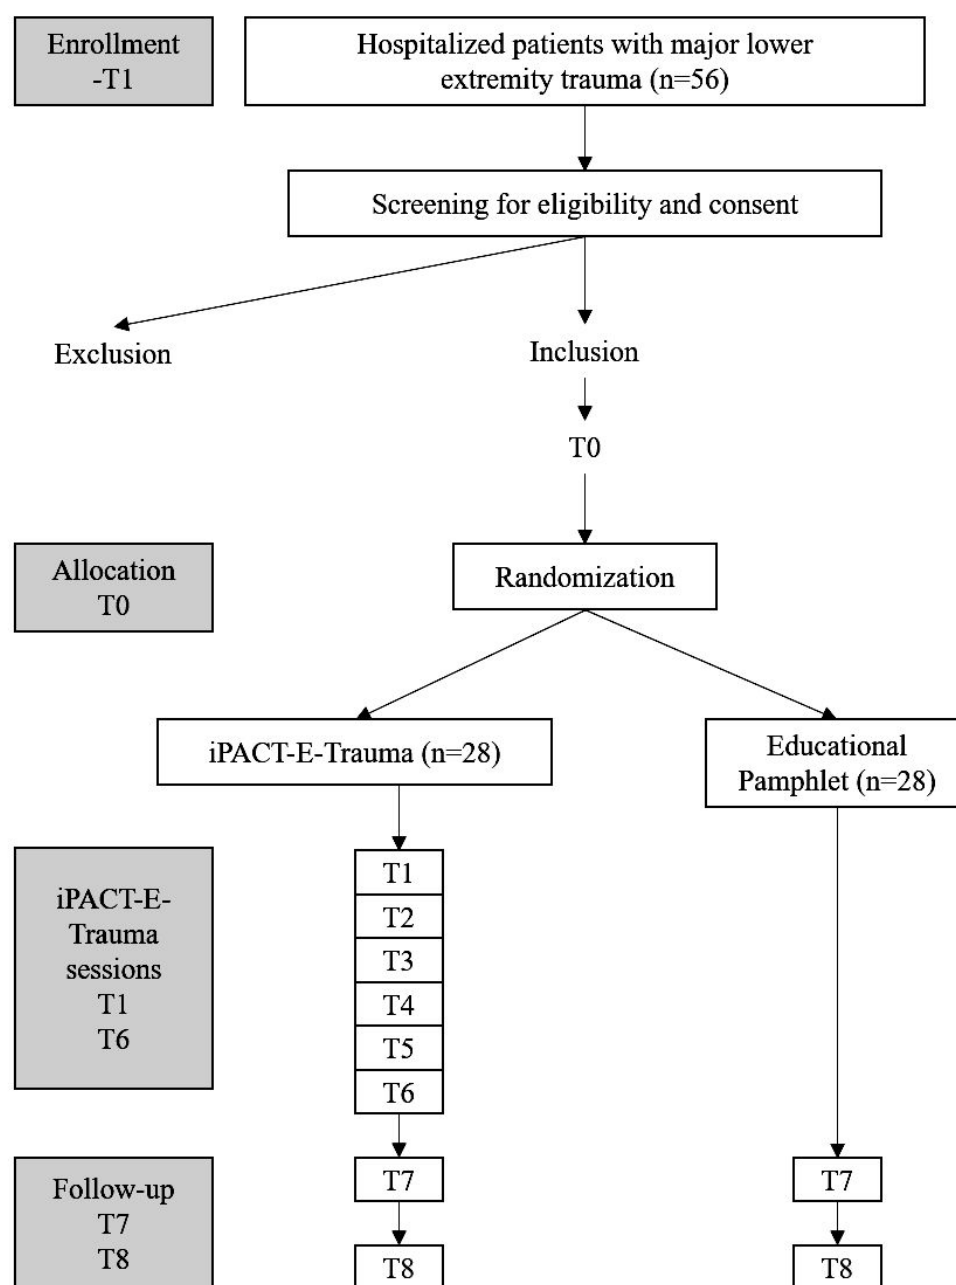 Enrollment
-T1
Hospitalized patients with major lower
extremity trauma (n=56)
Screening for eligibility and consent
Exclusion
Inclusion
T0
Allocation
T0
Randomization
iPACT-E-Trauma (n=28)
Educational
Pamphlet (n=28)
iPACT-E-
Trauma
sessions
T1
T6
T1
T2
T3
T4
T5
T6
Follow-up
T7
T8
T7
T7
T8
T8